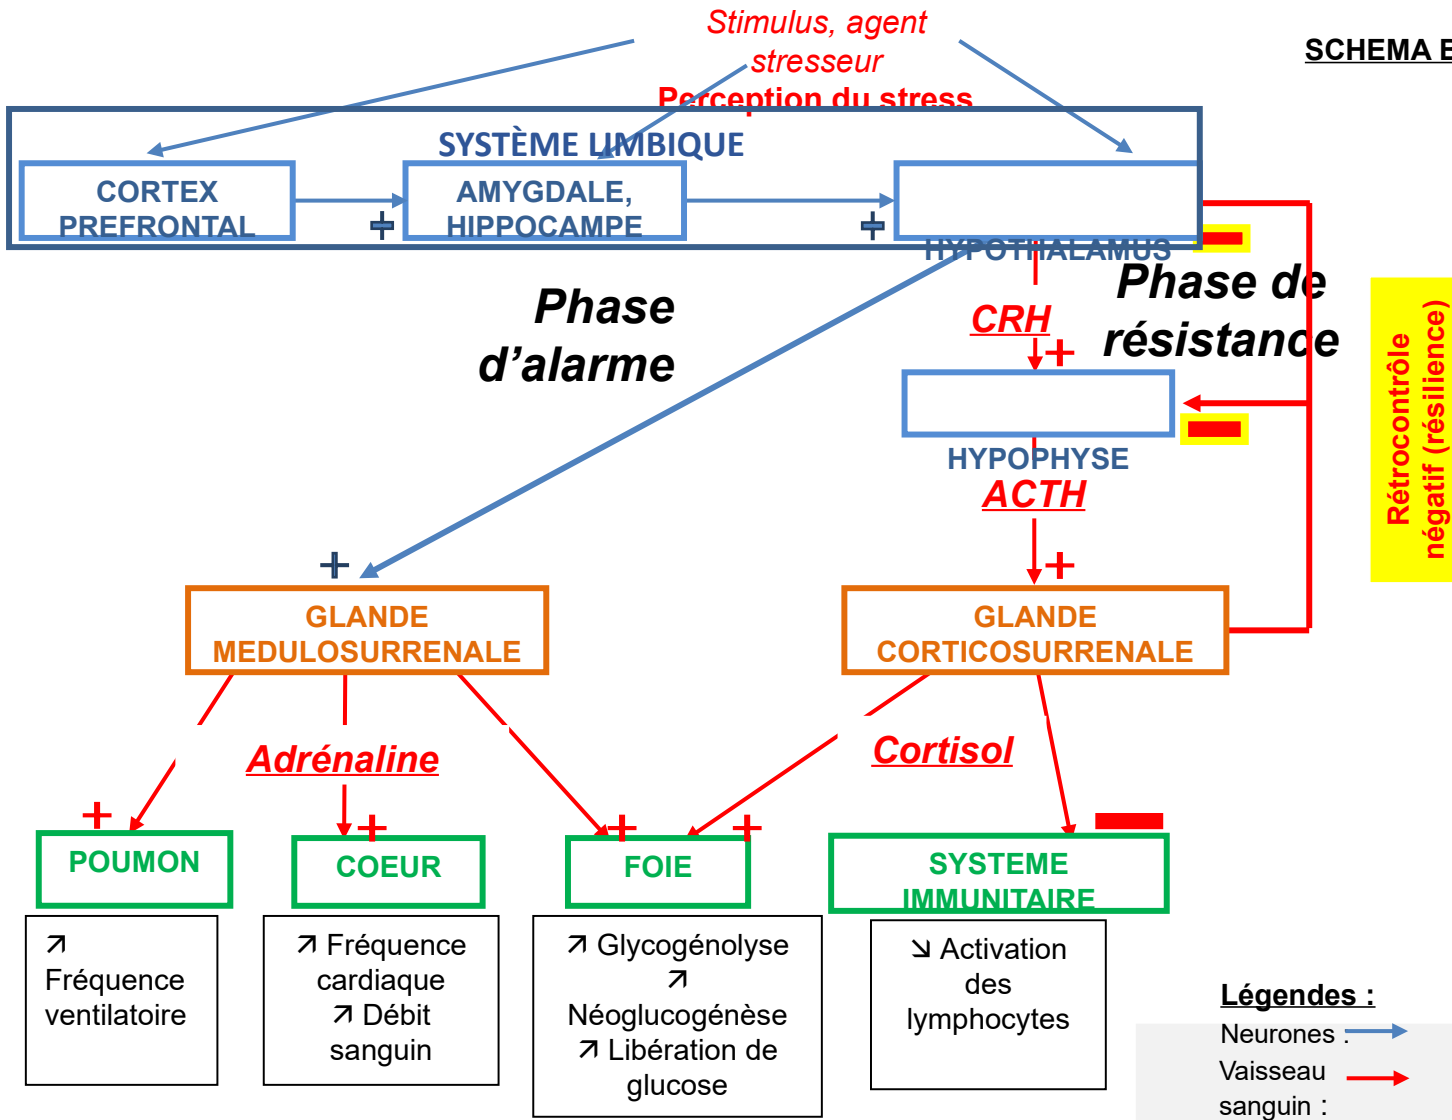 Stimulus, agent
stresseur
Perception du stress
SCHEMA E
SYSTÈME LIMBIQUE
CORTEX
PREFRONTAL
AMYGDALE,
HIPPOCAMPE
HYPOTHALAMUS
Phase
d’alarme
CRH
Phase de
résistance
Rétrocontrôle
négatif (résilience)
HYPOPHYSE
ACTH
GLANDE
MEDULOSURRENALE
GLANDE
CORTICOSURRENALE
Adrénaline
Cortisol
POUMON
COEUR
FOIE
SYSTEME
IMMUNITAIRE
↗
Fréquence
ventilatoire
↗ Fréquence
cardiaque
↗ Débit
sanguin
↗ Glycogénolyse
↗
Néoglucogénèse
↗ Libération de
glucose
↘ Activation
des
lymphocytes
Légendes :
Neurones :
Vaisseau
sanguin :